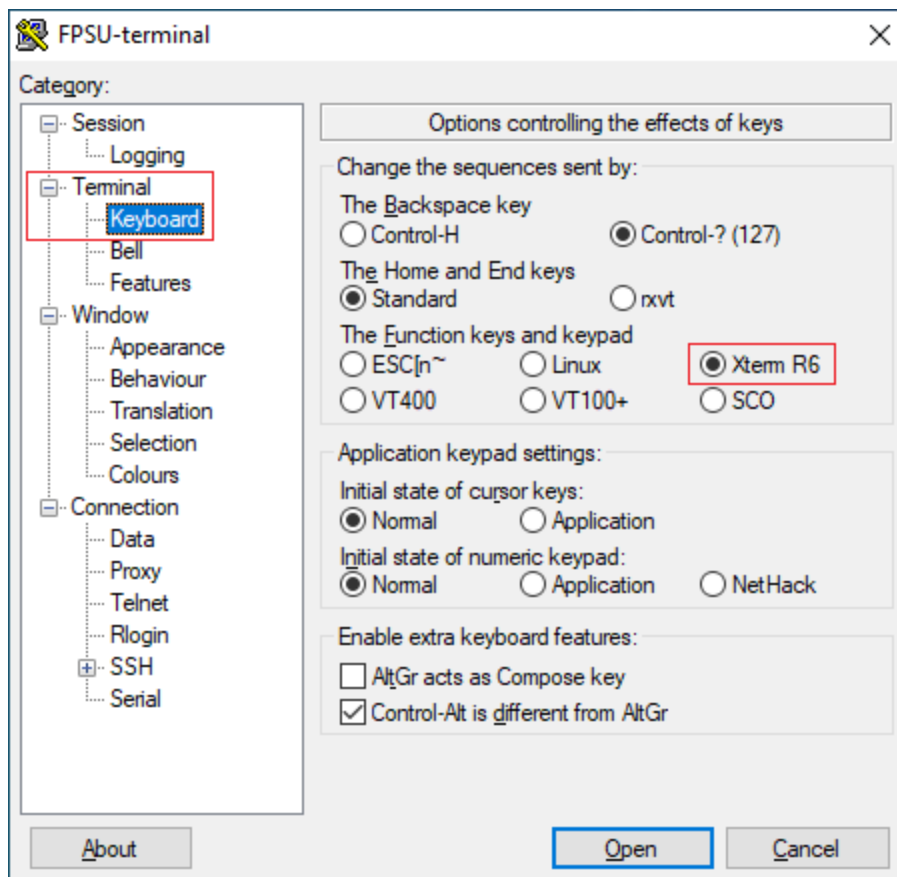 FPSU-terminal
Category:
Session
Logging
Terminal
Keyboard
Bell
Features
Window
Appearance
Behaviour
Translation
Selection
Colours
Connection
Data
Proxy
Telnet
Rlogin
SSH
Serial
Options controlling the effects of keys
Change the sequences sent by:
The Backspace key
Control-H Control-? (127)
The Home and End keys
Standard rxvt
The Function keys and keypad
ESC[n~ Linux Xterm R6
VT400 VT100+ SCO
Application keypad settings:
Initial state of cursor keys:
Normal Application
Initial state of numeric keypad:
Normal Application NetHack
Enable extra keyboard features:
AltGr acts as Compose key
Control-Alt is different from AltGr
About Open Cancel